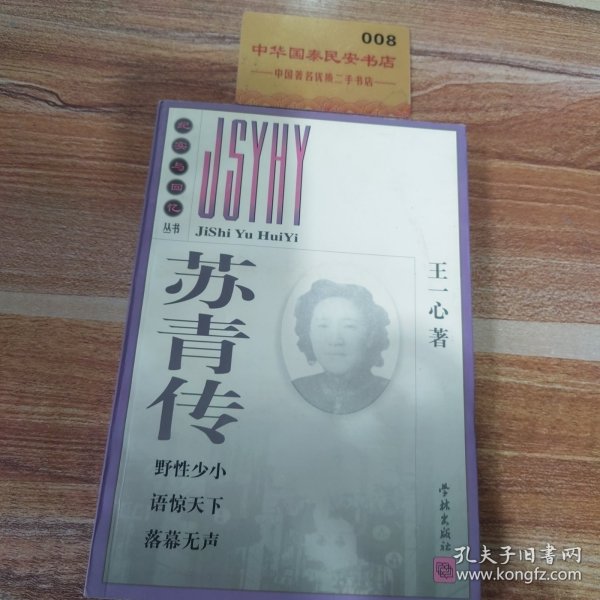 008
中华国泰民安书店
中国著名优质二手书店
纪实与回忆
丛书
JSYHY
JiShi Yu HuiYi
苏青传
王一心著
野性少小
语惊天下
落幕无声
学林出版社
孔夫子旧书网
www.kongfz.com